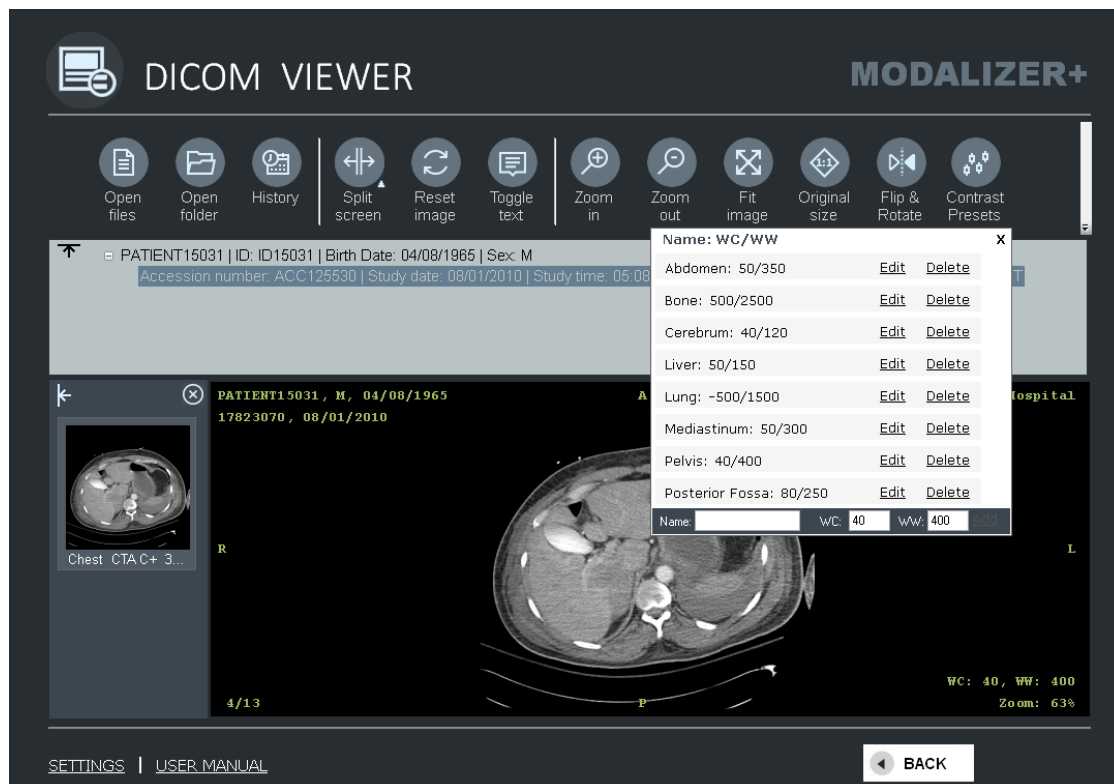 DICOM VIEWER
MODALIZER+
Open files
Open folder
History
Split screen
Reset image
Toggle text
Zoom in
Zoom out
Fit image
Original size
1:1
Flip & Rotate
Contrast Presets
PATIENT15031 | ID: ID15031 | Birth Date: 04/08/1965 | Sex: M
Accession number: ACC125530 | Study date: 08/01/2010 | Study time: 05:08
T
Name: WC/WW X
Abdomen: 50/350 Edit Delete
Bone: 500/2500 Edit Delete
Cerebrum: 40/120 Edit Delete
Liver: 50/150 Edit Delete
Lung: -500/1500 Edit Delete
Mediastinum: 50/300 Edit Delete
Pelvis: 40/400 Edit Delete
Posterior Fossa: 80/250 Edit Delete
Name: WC: 40 WW: 400 Add
Chest CTA C+ 3...
PATIENT15031, M, 04/08/1965
17823070, 08/01/2010
A
Hospital
R
L
WC: 40, WW: 400
4/13
P
Zoom: 63%
SETTINGS | USER MANUAL
BACK